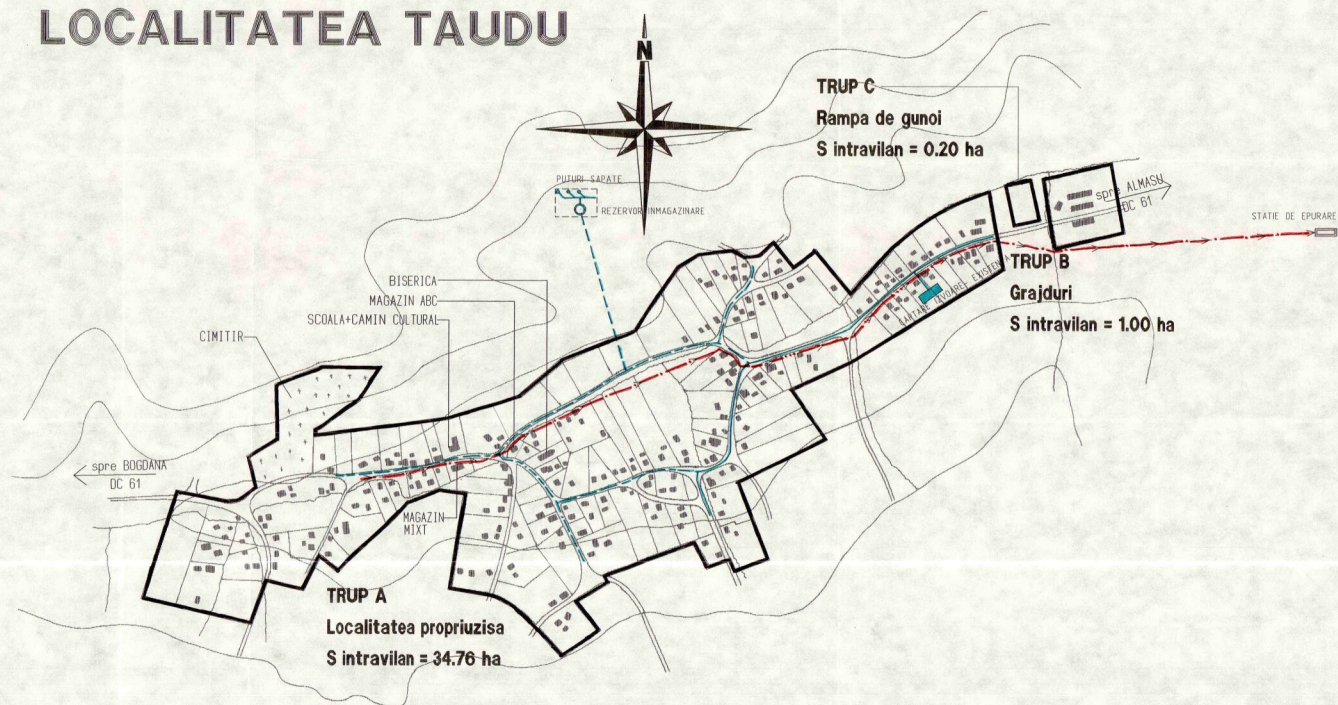 LOCALITATEA TAUDU
N
TRUP C
Rampa de gunoi
S intravilan = 0.20 ha
PUTURI SAPATE
REZERVOR INMAGAZINARE
spre ALMASU
DC 61
STATIE DE EPURARE
BISERICA
MAGAZIN ABC
SCOALA+CAMIN CULTURAL
CIMITIR
TRUP B
Grajduri
S intravilan = 1.00 ha
IZVOARE
spre BOGDANA
DC 61
MAGAZIN
MIXT
TRUP A
Localitatea propriuzisa
S intravilan = 34.76 ha